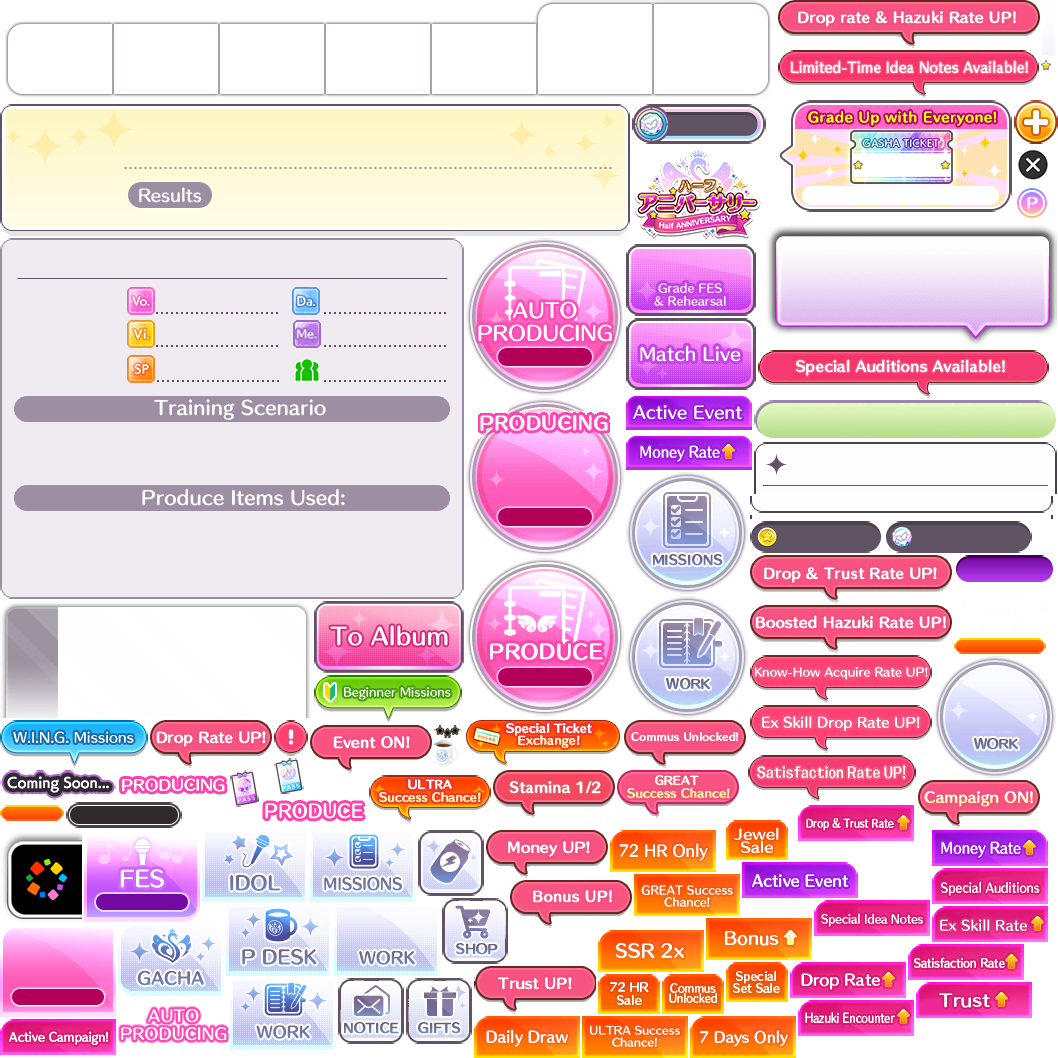 Drop rate & Hazuki Rate UP!
Limited-Time Idea Notes Available!
Grade Up with Everyone!
GASHA TICKET
P
Results
ハーフ
アニバーサリー
Half ANNIVERSARY
Vo.
Da.
Vi.
Me.
SP
Training Scenario
Produce Items Used:
AUTO
PRODUCING
Grade FES
& Rehearsal
Match Live
Special Auditions Available!
PRODUCING
Active Event
Money Rate
MISSIONS
Drop & Trust Rate UP!
PRODUCE
WORK
Boosted Hazuki Rate UP!
To Album
Know-How Acquire Rate UP!
Beginner Missions
Ex Skill Drop Rate UP!
WORK
W.I.N.G. Missions
Drop Rate UP!
!
Event ON!
Special Ticket
Exchange!
Commus Unlocked!
Satisfaction Rate UP!
Coming Soon...
PRODUCING
PASS
PASS
PRODUCE
ULTRA
Success Chance!
Stamina 1/2
GREAT
Success Chance!
Campaign ON!
Drop & Trust Rate
FES
IDOL
MISSIONS
Money UP!
72 HR Only
Jewel
Sale
Money Rate
Active Event
Special Auditions
Bonus UP!
GREAT Success
Chance!
Special Idea Notes
Ex Skill Rate
P DESK
WORK
SHOP
SSR 2x
Bonus
Satisfaction Rate
GACHA
Trust UP!
72 HR
Sale
Commus
Unlocked
Special
Set Sale
Drop Rate
Trust
Active Campaign!
AUTO
PRODUCING
WORK
NOTICE
GIFTS
Daily Draw
ULTRA Success
Chance!
7 Days Only
Hazuki Encounter